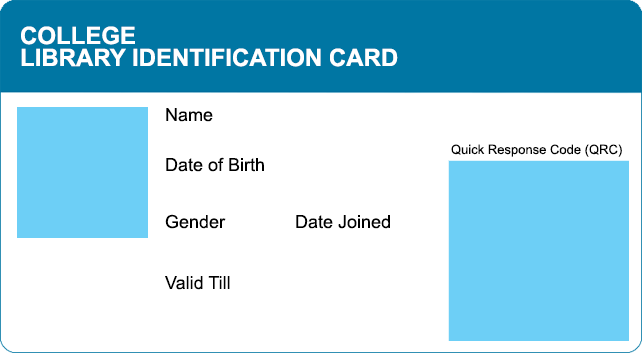 COLLEGE
LIBRARY IDENTIFICATION CARD
Name
Date of Birth
Quick Response Code (QRC)
Gender
Date Joined
Valid Till